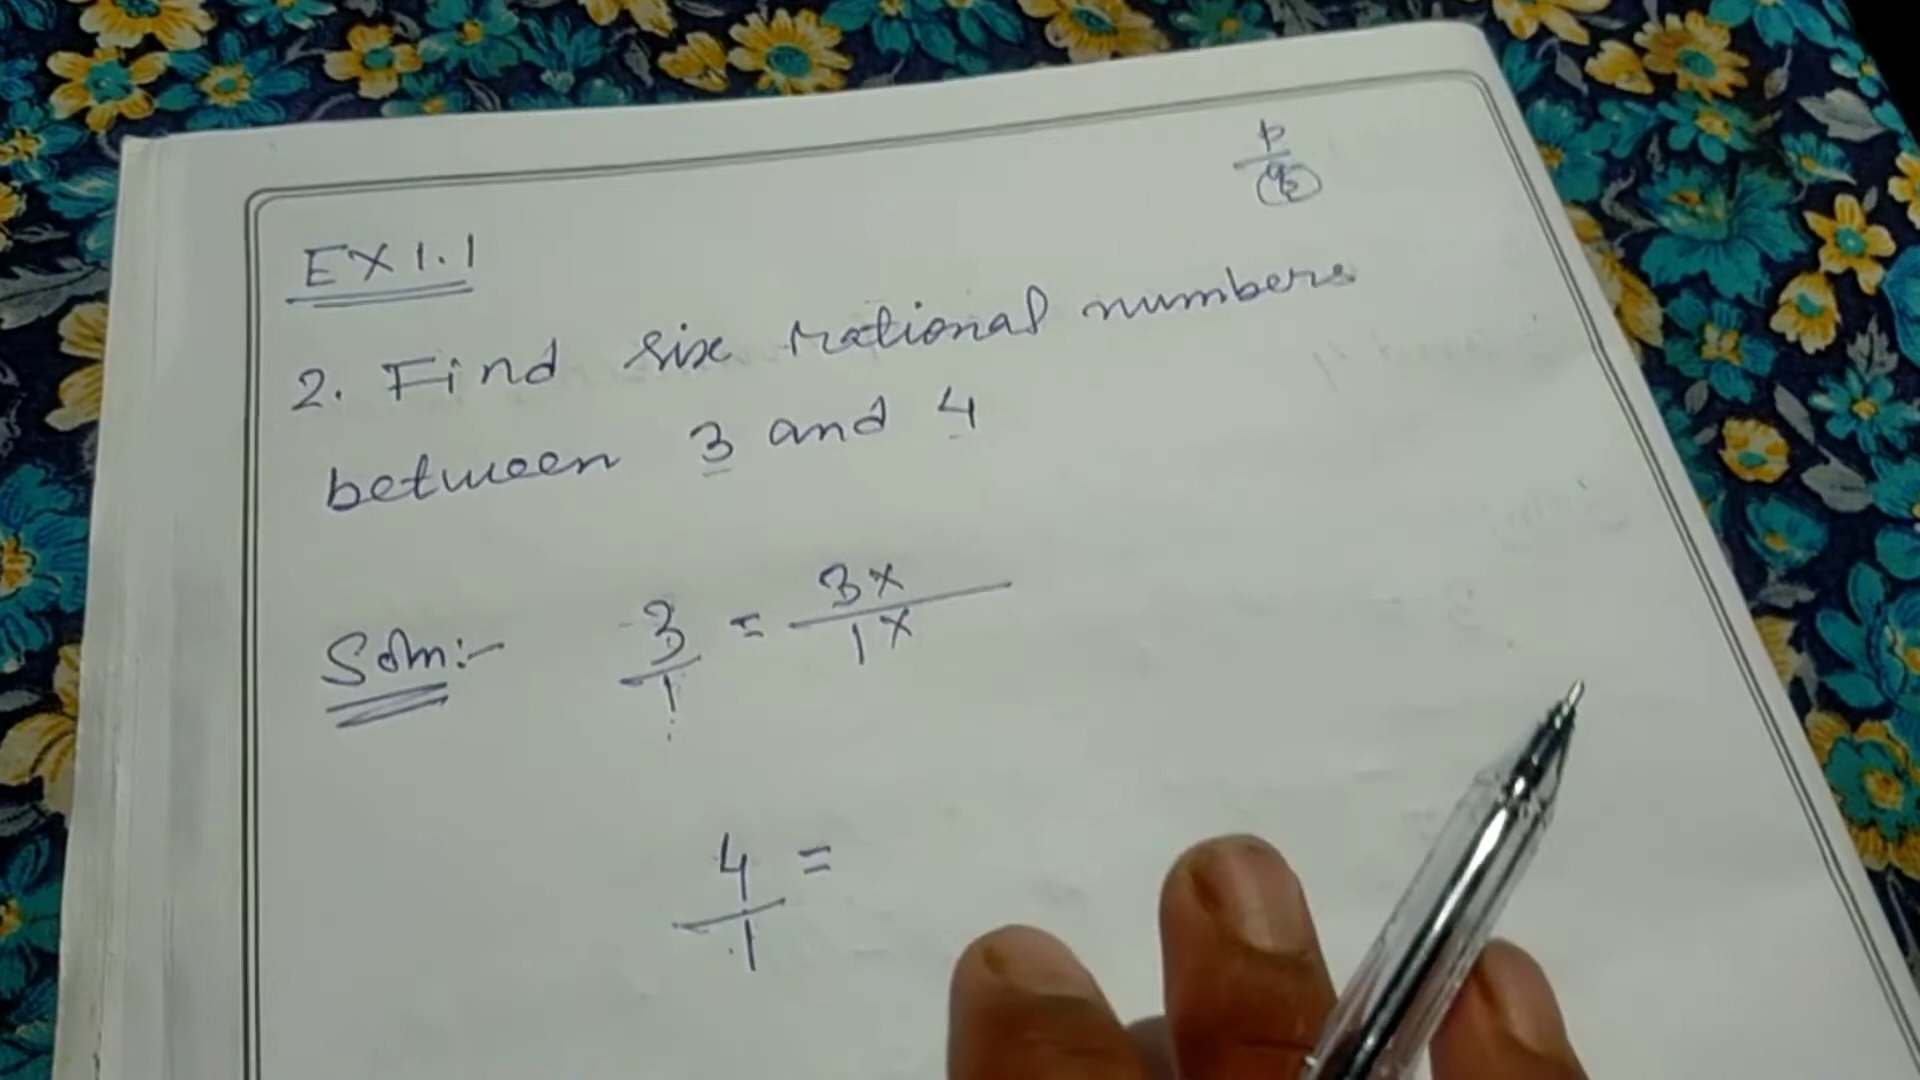 p
q
EX 1.1
2. Find six rational numbers
between 3 and 4
Soln:- 3/1 = 3×/1×
4/1 =